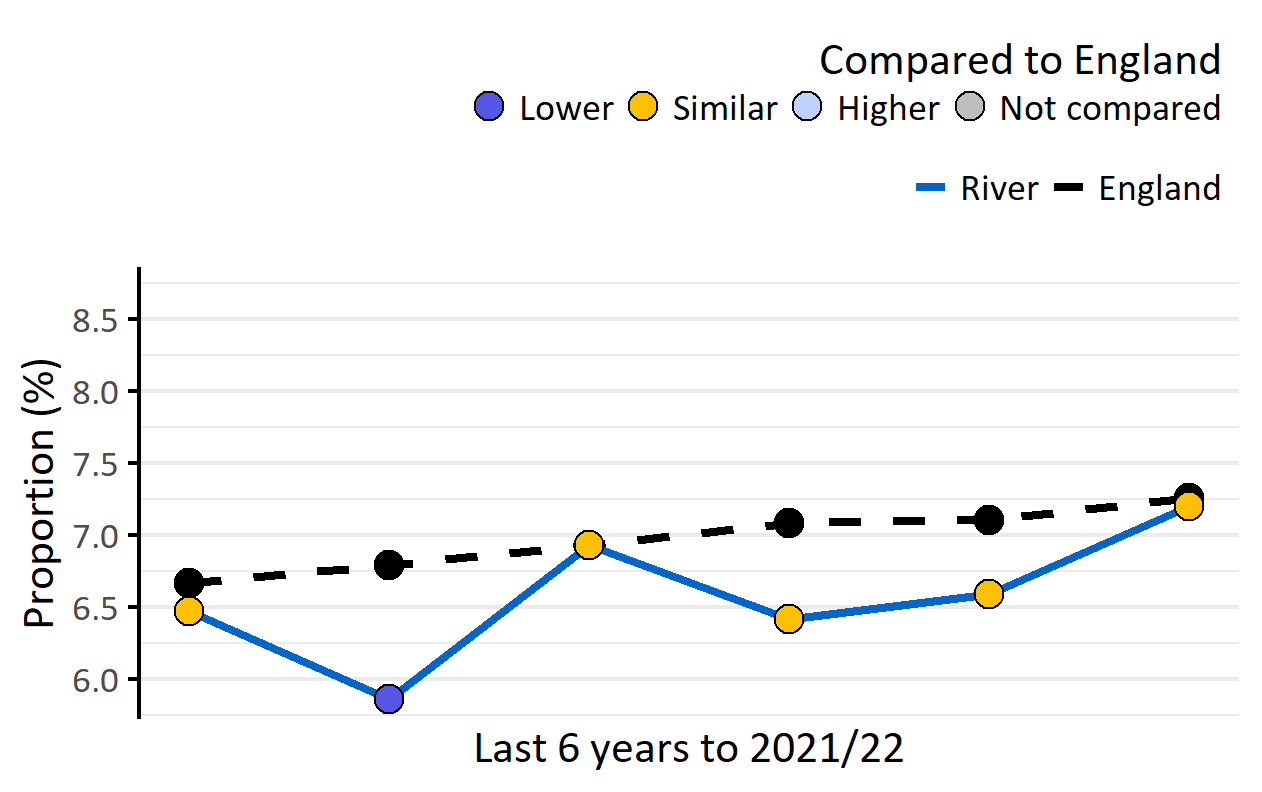 Compared to England
Lower Similar Higher Not compared
River England
Proportion (%)
8.5
8.0
7.5
7.0
6.5
6.0
Last 6 years to 2021/22